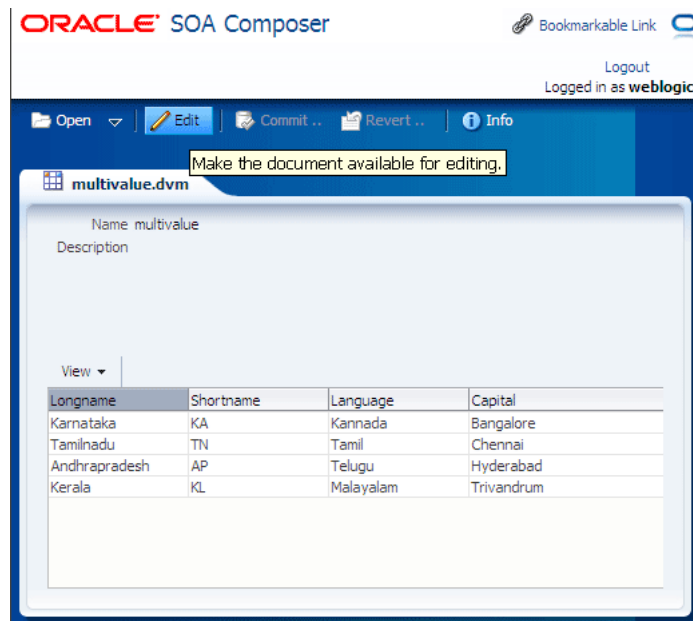 ORACLE SOA Composer
Bookmarkable Link
Logout
Logged in as weblogic
Open Edit Commit .. Revert .. Info
Make the document available for editing.
multivalue.dvm
Name multivalue
Description
View
Longname Shortname Language Capital
Karnataka KA Kannada Bangalore
Tamilnadu TN Tamil Chennai
Andhrapradesh AP Telugu Hyderabad
Kerala KL Malayalam Trivandrum